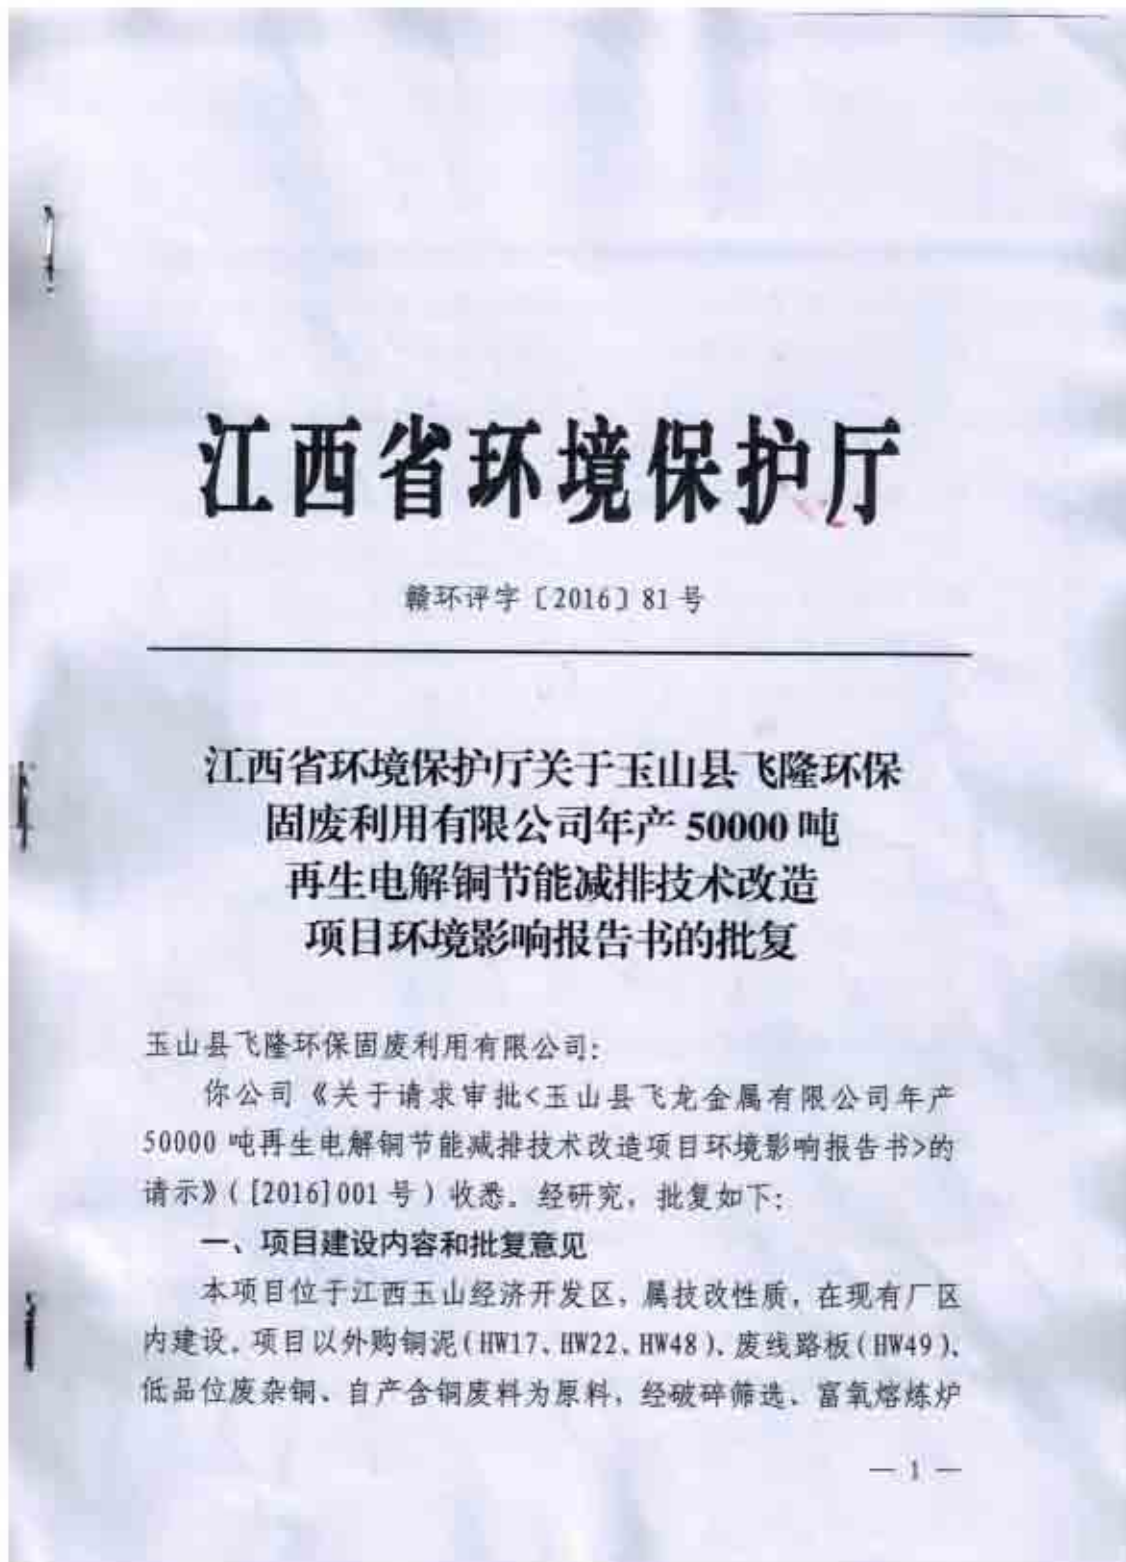 江西省环境保护厅
赣环评字〔2016〕81号
江西省环境保护厅关于玉山县飞隆环保
固废利用有限公司年产 50000 吨
再生电解铜节能减排技术改造
项目环境影响报告书的批复
玉山县飞隆环保固废利用有限公司:
你公司《关于请求审批<玉山县飞龙金属有限公司年产
50000 吨再生电解铜节能减排技术改造项目环境影响报告书>的
请示》([2016]001号)收悉。经研究，批复如下:
一、项目建设内容和批复意见
本项目位于江西玉山经济开发区，属技改性质，在现有厂区
内建设。项目以外购铜泥(HW17、HW22、HW48)、废线路板(HW49)、
低品位废杂铜、自产含铜废料为原料，经破碎筛选、富氧熔炼炉
— 1 —